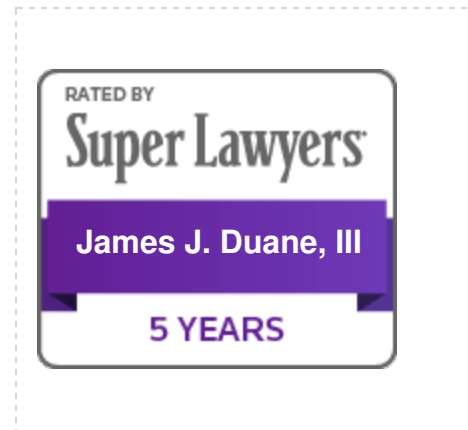 RATED BY
Super Lawyers
James J. Duane, III
5 YEARS